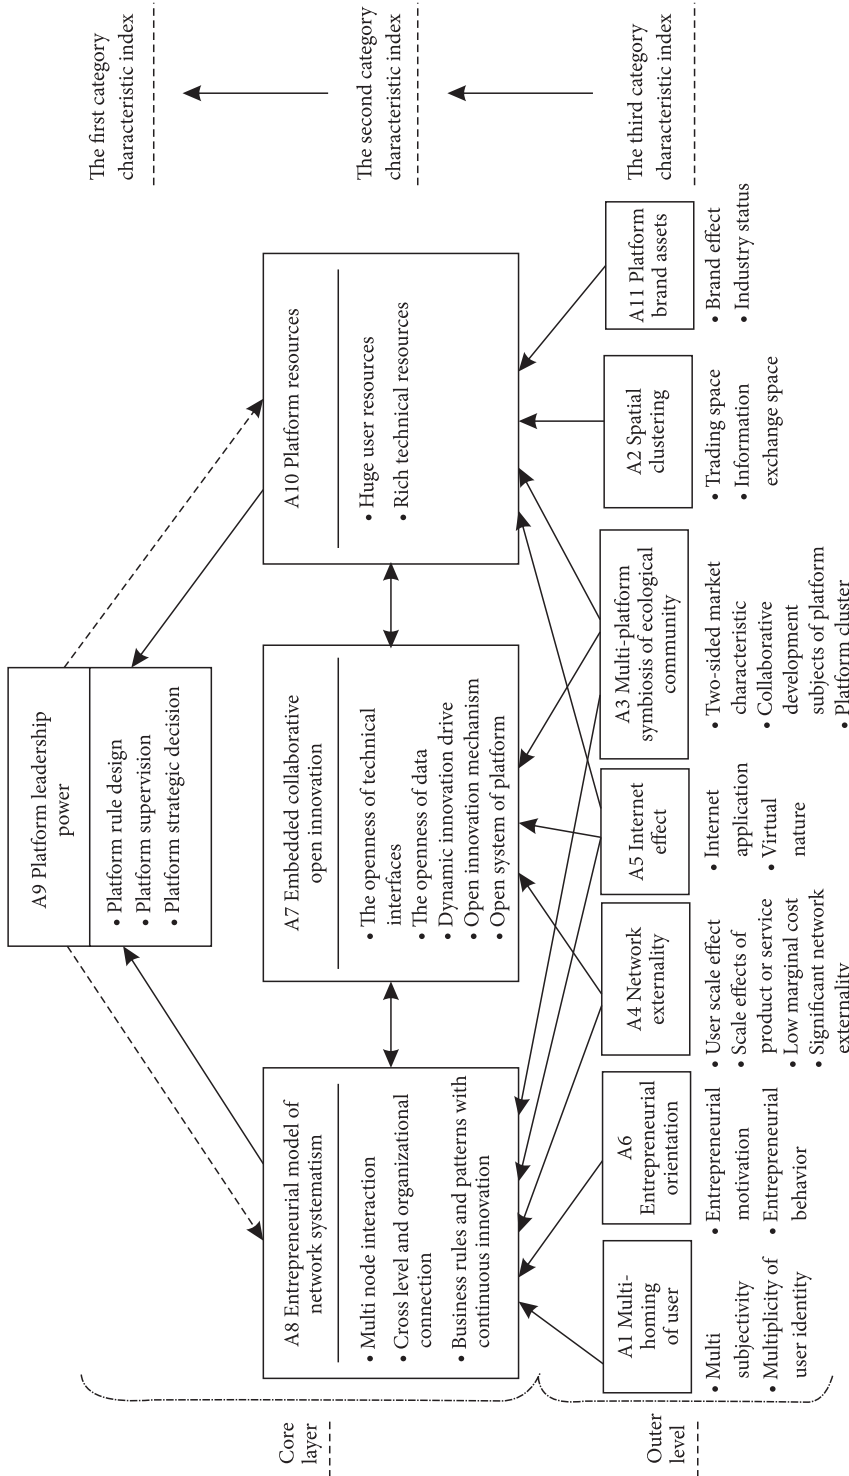 The first category
characteristic index
The second category
characteristic index
The third category
characteristic index
A9 Platform leadership
power
• Platform rule design
• Platform supervision
• Platform strategic decision
Core
layer
A8 Entrepreneurial model of
network systematism
• Multi node interaction
• Cross level and organizational
connection
• Business rules and patterns with
continuous innovation
A7 Embedded collaborative
open innovation
• The openness of technical
interfaces
• The openness of data
• Dynamic innovation drive
• Open innovation mechanism
• Open system of platform
A10 Platform resources
• Huge user resources
• Rich technical resources
Outer
level
A1 Multi-
homing
of user
• Multi
subjectivity
• Multiplicity of
user identity
A6
Entrepreneurial
orientation
• Entrepreneurial
motivation
• Entrepreneurial
behavior
A4 Network
externality
• User scale effect
• Scale effects of
product or service
• Low marginal cost
• Significant network
externality
A5 Internet
effect
• Internet
application
• Virtual
nature
A3 Multi-platform
symbiosis of ecological
community
• Two-sided market
characteristic
• Collaborative
development
subjects of platform
• Platform cluster
A2 Spatial
clustering
• Trading space
• Information
exchange space
A11 Platform
brand assets
• Brand effect
• Industry status